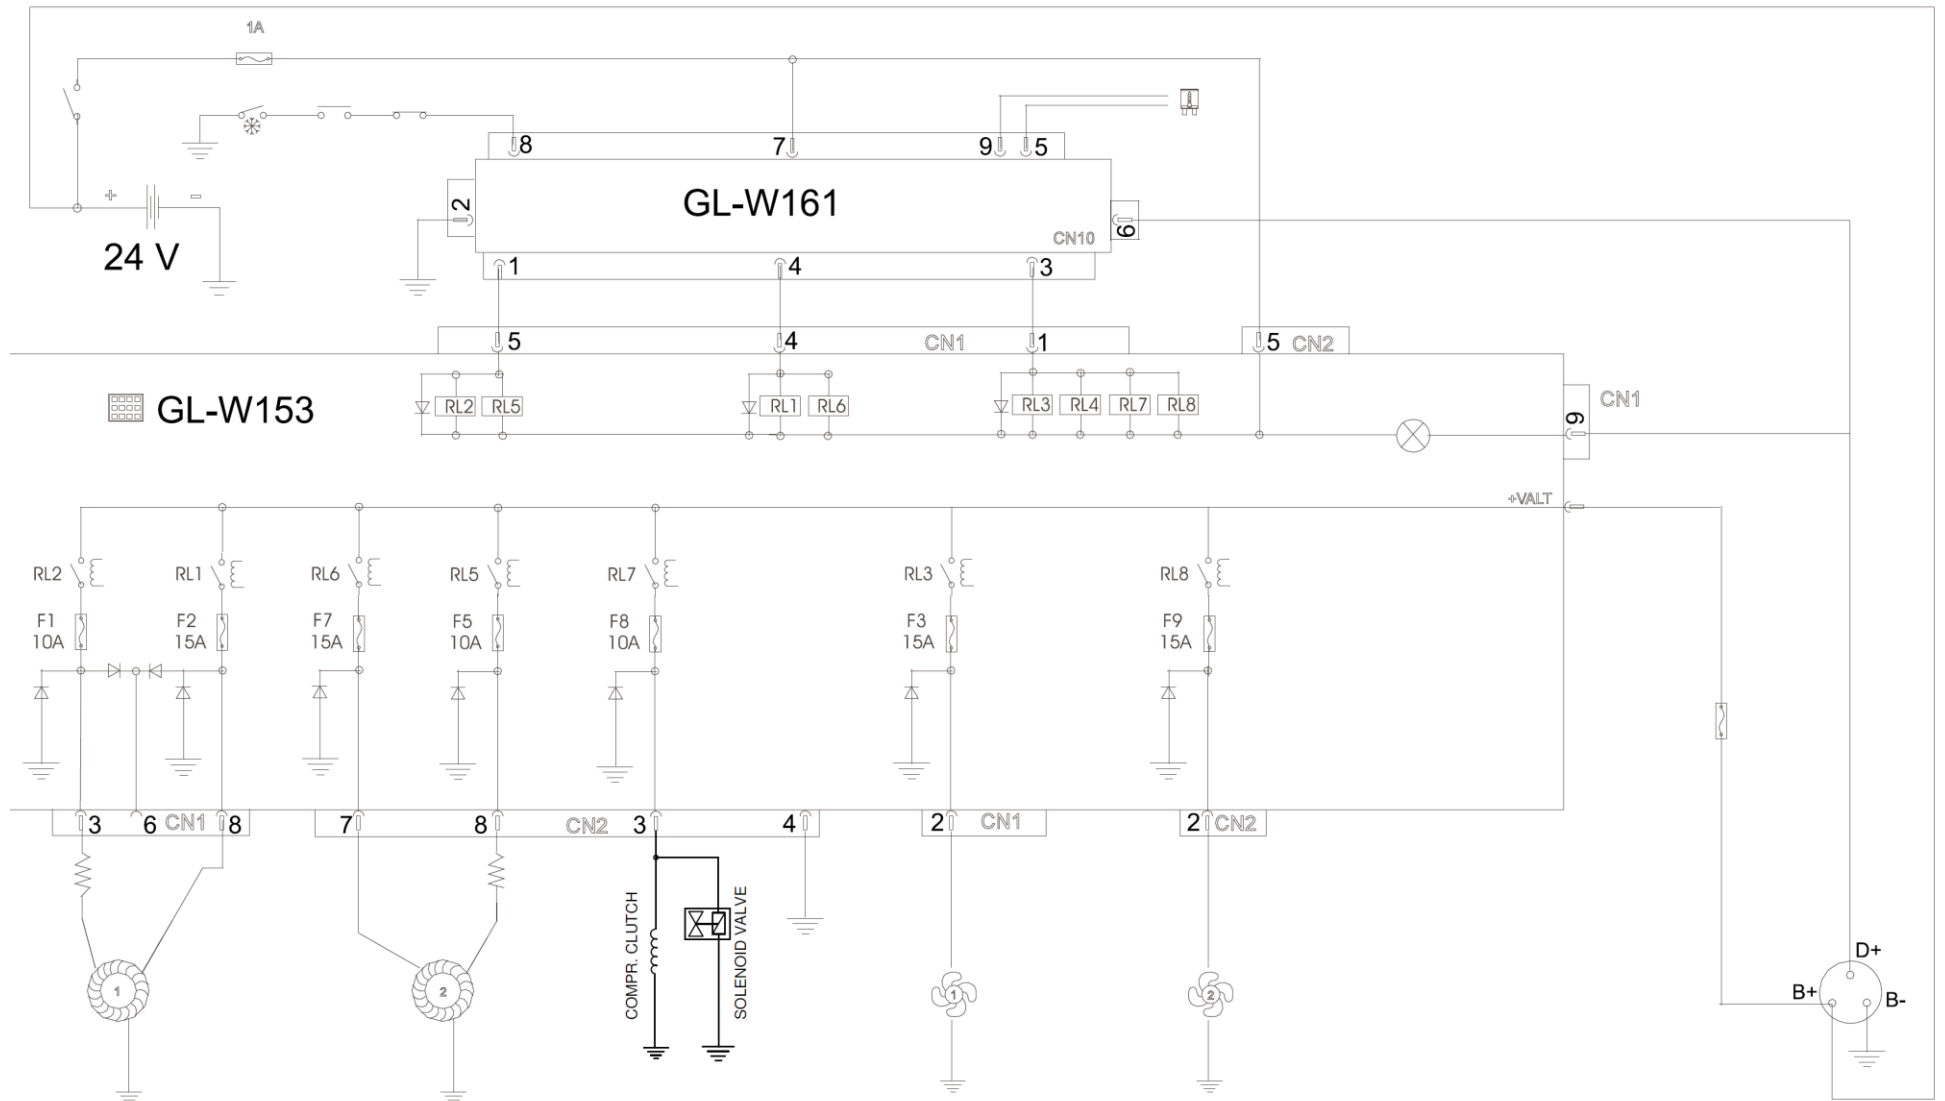 1A
8
7
9
5
2
GL-W161
6
CN10
+
-
24 V
1
4
3
5
4
CN1
1
5
CN2
GL-W153
RL2
RL5
RL1
RL6
RL3
RL4
RL7
RL8
CN1
9
+VALT
RL2
RL1
RL6
RL5
RL7
RL3
RL8
F1
10A
F2
15A
F7
15A
F5
10A
F8
10A
F3
15A
F9
15A
3
6
CN1
8
7
8
CN2
3
4
2
CN1
2
CN2
COMPR. CLUTCH
SOLENOID VALVE
1
2
1
2
D+
B+
B-